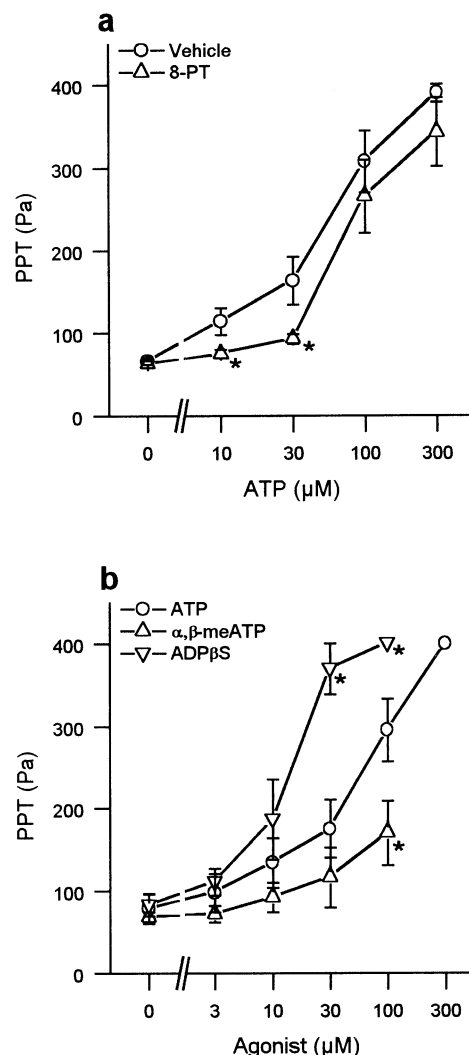 a
Vehicle
8-PT
400
300
200
100
0
PPT (Pa)
*
*
0 10 30 100 300
ATP (µM)
b
ATP
α,β-meATP
ADPβS
400
300
200
100
0
PPT (Pa)
*
*
*
0 3 10 30 100 300
Agonist (µM)